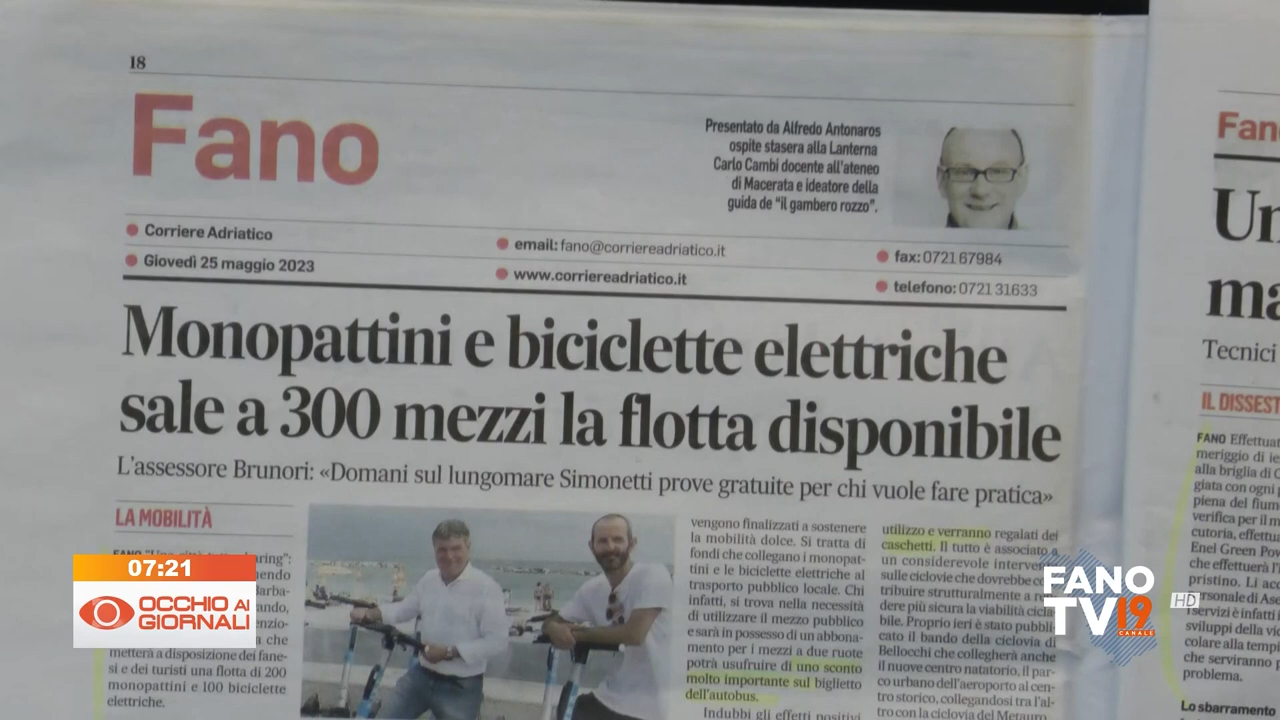 18
Fano
Presentato da Alfredo Antonaros
ospite stasera alla Lanterna
Carlo Cambi docente all'ateneo
di Macerata e ideatore della
guida de "il gambero rozzo".
Corriere Adriatico
Giovedì 25 maggio 2023
email: fano@corriereadriatico.it
www.corriereadriatico.it
fax: 0721 67984
telefono: 0721 31633
Monopattini e biciclette elettriche
sale a 300 mezzi la flotta disponibile
L'assessore Brunori: «Domani sul lungomare Simonetti prove gratuite per chi vuole fare pratica»
LA MOBILITÀ
metterà a disposizione dei fane-
si e dei turisti una flotta di 200
monopattini e 100 biciclette
elettriche.
vengono finalizzati a sostenere
la mobilità dolce. Si tratta di
fondi che collegano i monopat-
tini e le biciclette elettriche al
trasporto pubblico locale. Chi
infatti, si trova nella necessità
di utilizzare il mezzo pubblico
e sarà in possesso di un abbona-
mento per i mezzi a due ruote
potrà usufruire di uno sconto
molto importante sul biglietto
dell'autobus.
Indubbi gli effetti positivi
utilizzo e verranno regalati dei
caschetti. Il tutto è associato a
un considerevole intervento
sulle ciclovie che dovrebbe
tribuire strutturalmente a
dere più sicura la viabilità
bile. Proprio ieri è stato pubbli
cato il bando della ciclovia di
Bellocchi che collegherà anche
il nuovo centro natatorio, il par-
co urbano dell'aeroporto al cen-
tro storico, collegandosi tra l'al-
tro con la ciclovia del Metauro
Fan
Un
ma
Tecnici
IL DISSEST
FANO Effettuat
meriggio di ie
alla briglia di C
giata con ogni
piena del fium
verifica per il m
cutoria, effettu
Enel Green Pow
che effettuerà l'i
pristino. Li acc
personale di Ase
servizi è infatti
sviluppi della vi
colare alla tempi
che serviranno
problema.
Lo sbarramento
07:21
OCCHIO AI
GIORNALI
FANO
TV19
CANALE
HD